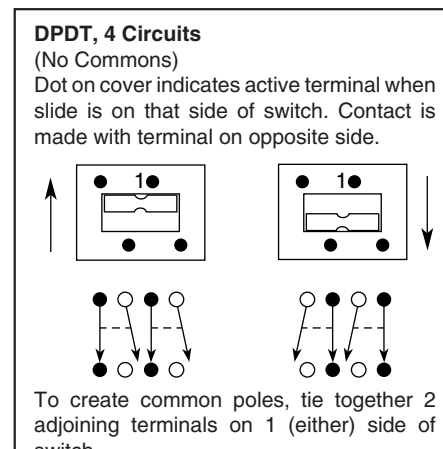 DPDT, 4 Circuits
(No Commons)
Dot on cover indicates active terminal when
slide is on that side of switch. Contact is
made with terminal on opposite side.
1 1
To create common poles, tie together 2
adjoining terminals on 1 (either) side of
switch